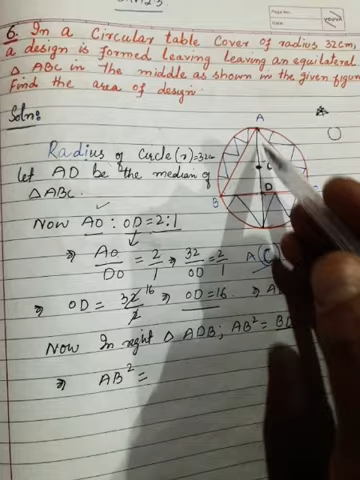 6. In a Circular table Cover of radius 32cm,
a design is formed leaving leaving an equilateral
Δ ABC in the middle as shown in the given figure
Find the area of design.
Soln:
A
Radius of Circle (r) = 32cm
let AD be the median of
Δ ABC.
D
B
Now AO : OD = 2:1
⇒ AO/DO = 2/1 ⇒ 32/OD = 2/1
⇒ OD = 32/2 16 ⇒ OD = 16 ⇒ A
Now In right Δ ADB; AB² = BD
⇒ AB² =